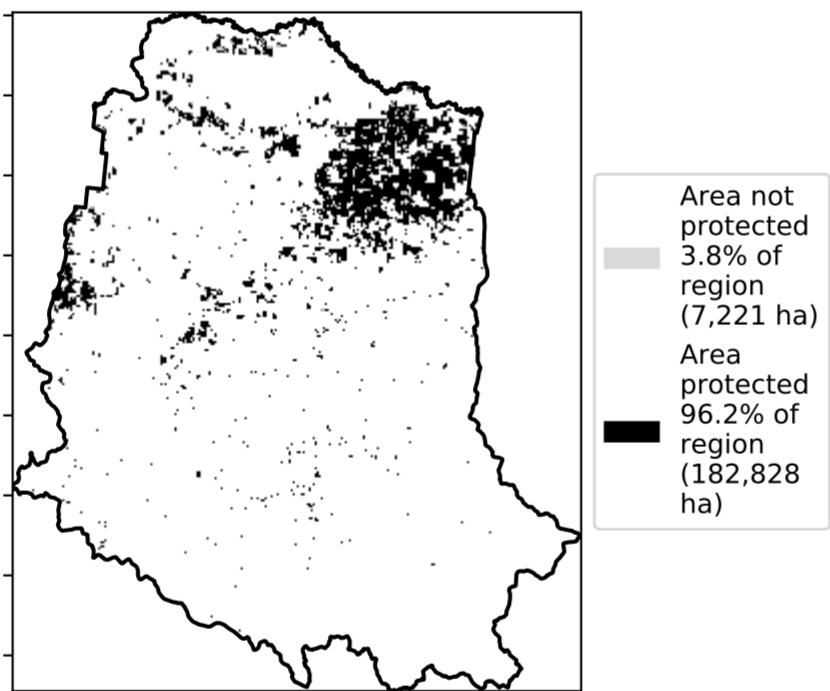 Area not
protected
3.8% of
region
(7,221 ha)
Area
protected
96.2% of
region
(182,828
ha)